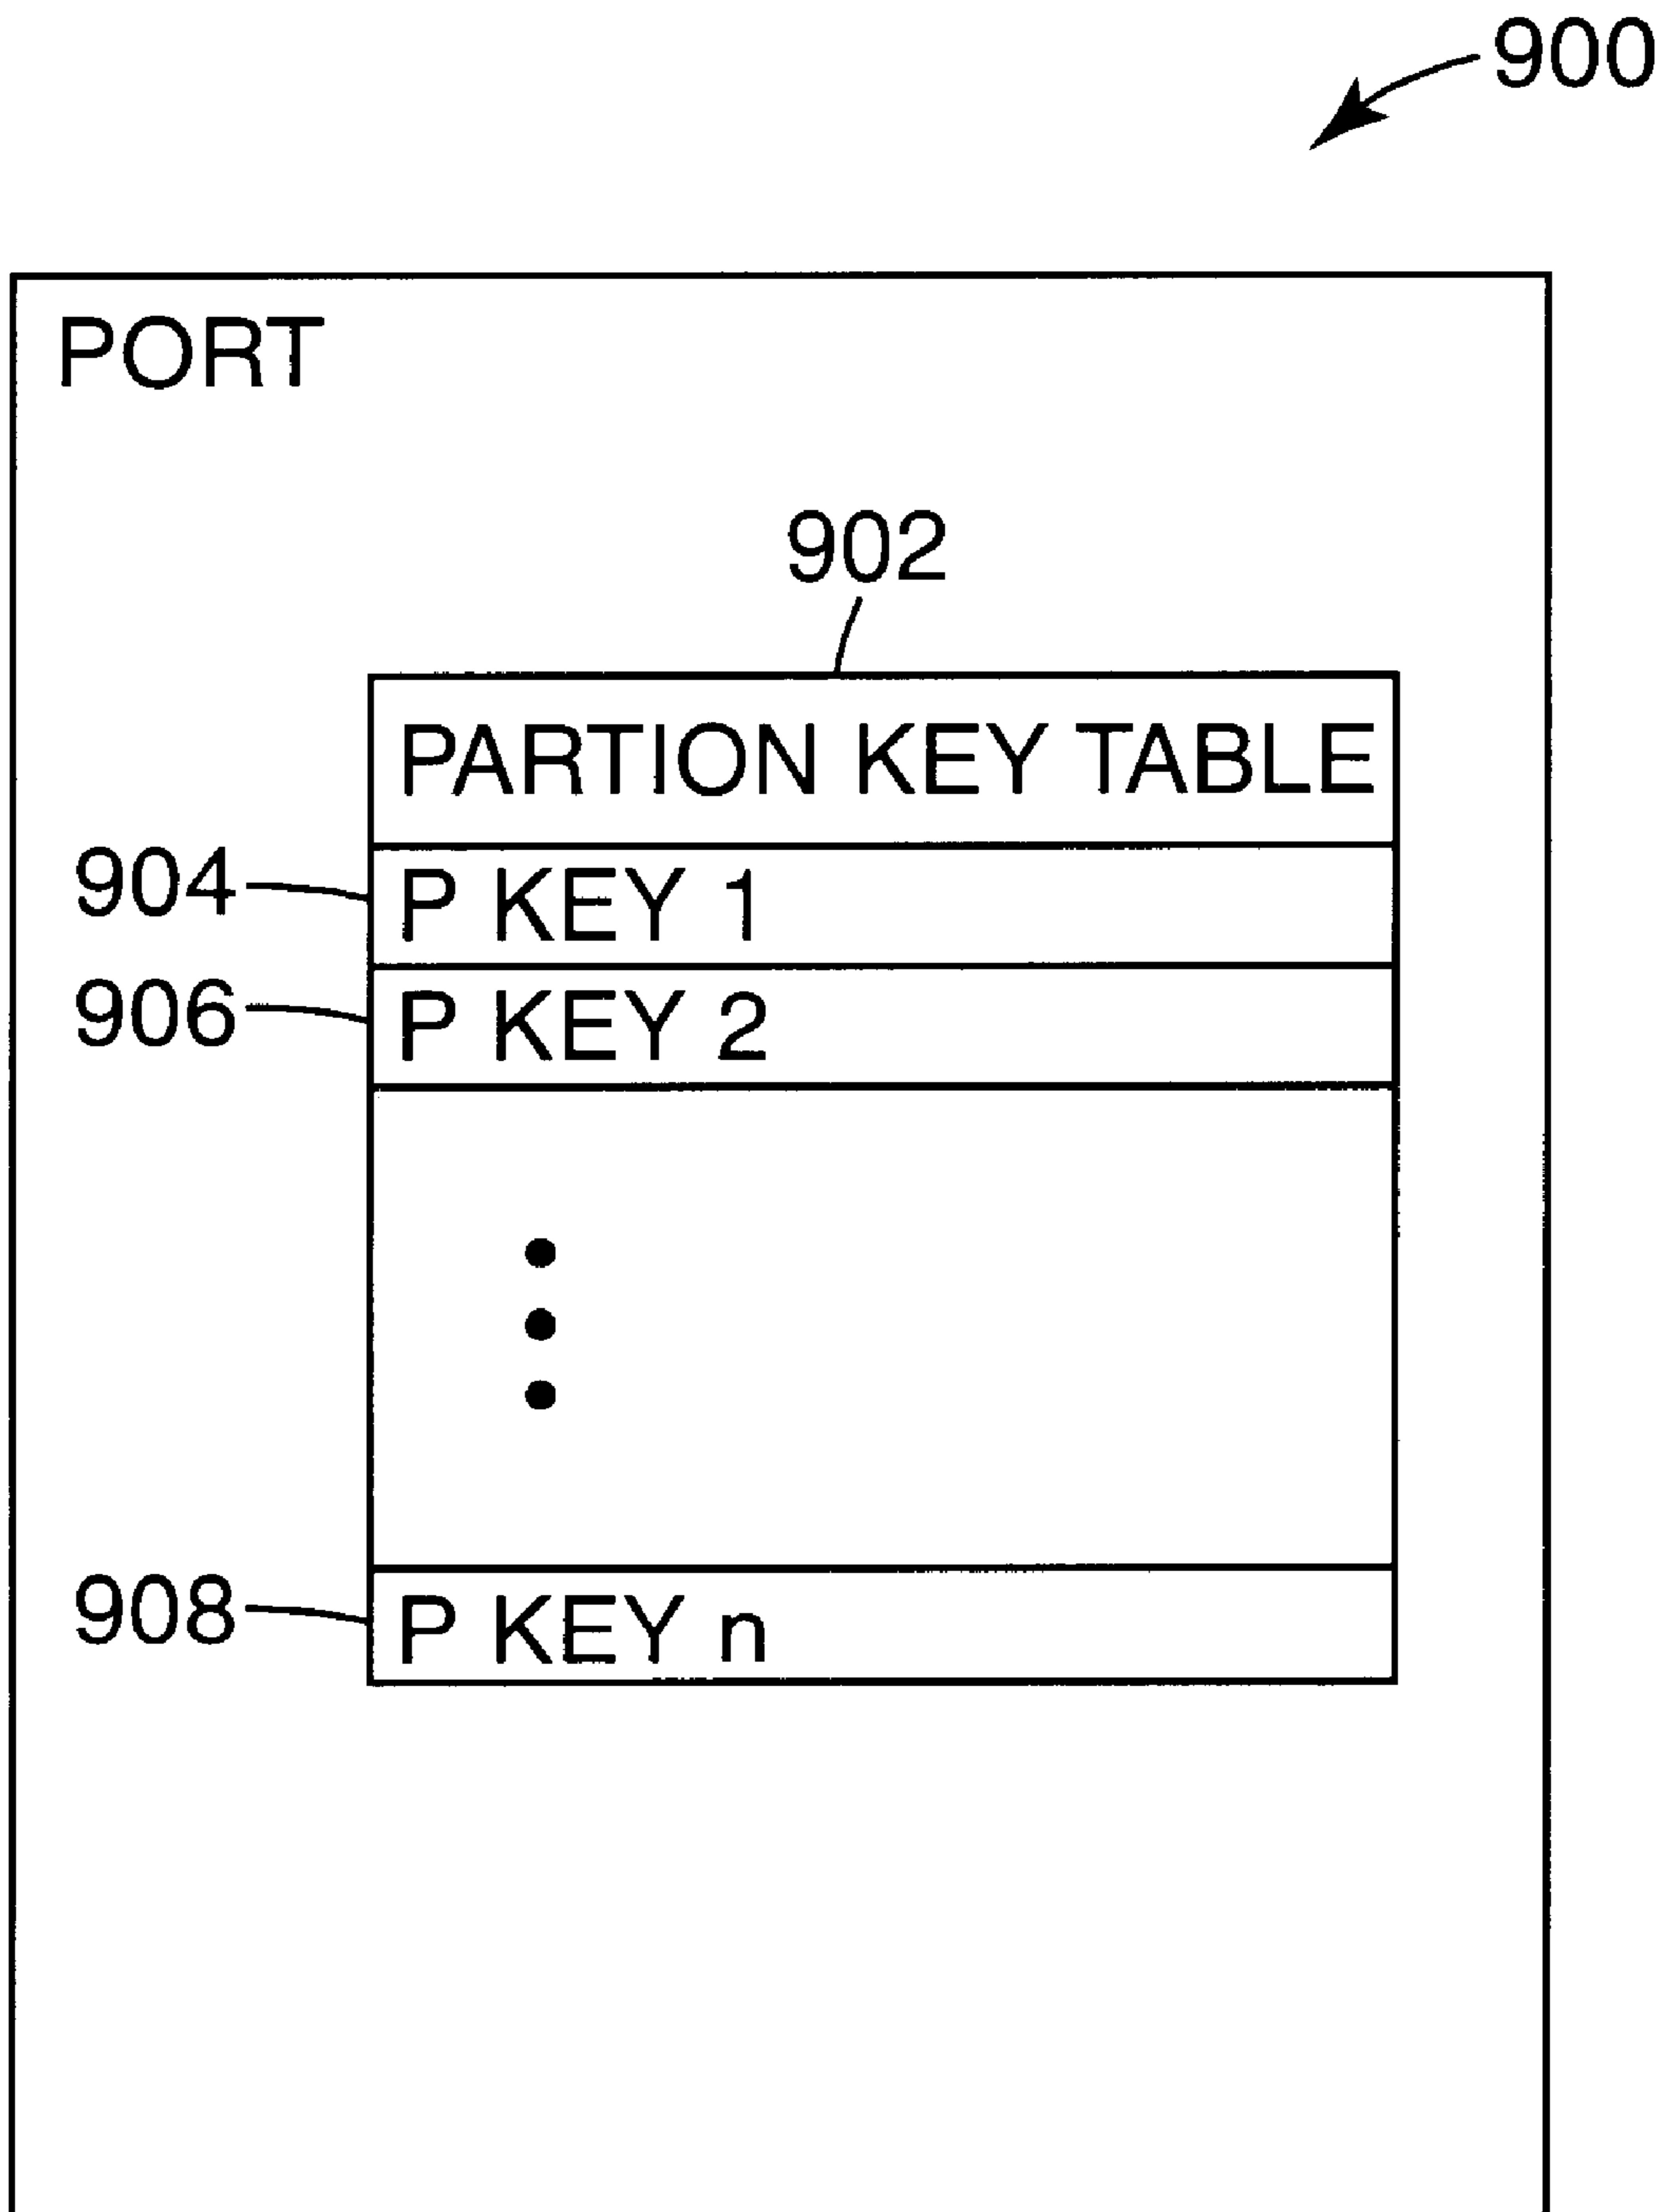 900
PORT
902
PARTION KEY TABLE
904
P KEY 1
906
P KEY 2
908
P KEY n